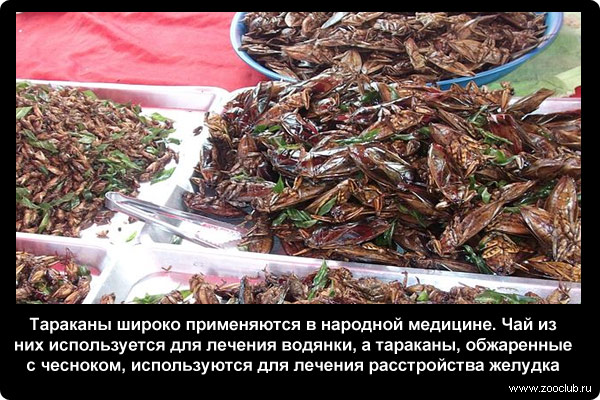 Тараканы широко применяются в народной медицине. Чай из
них используется для лечения водянки, а тараканы, обжаренные
с чесноком, используются для лечения расстройства желудка
www.zooclub.ru